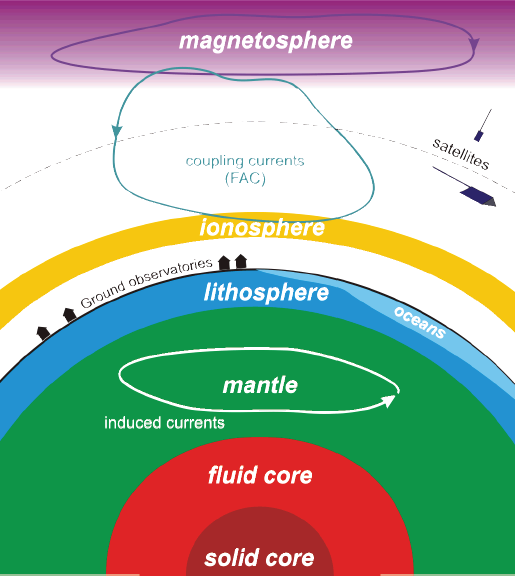 magnetosphere
coupling currents
(FAC)
satellites
ionosphere
Ground observatories
lithosphere
oceans
mantle
induced currents
fluid core
solid core